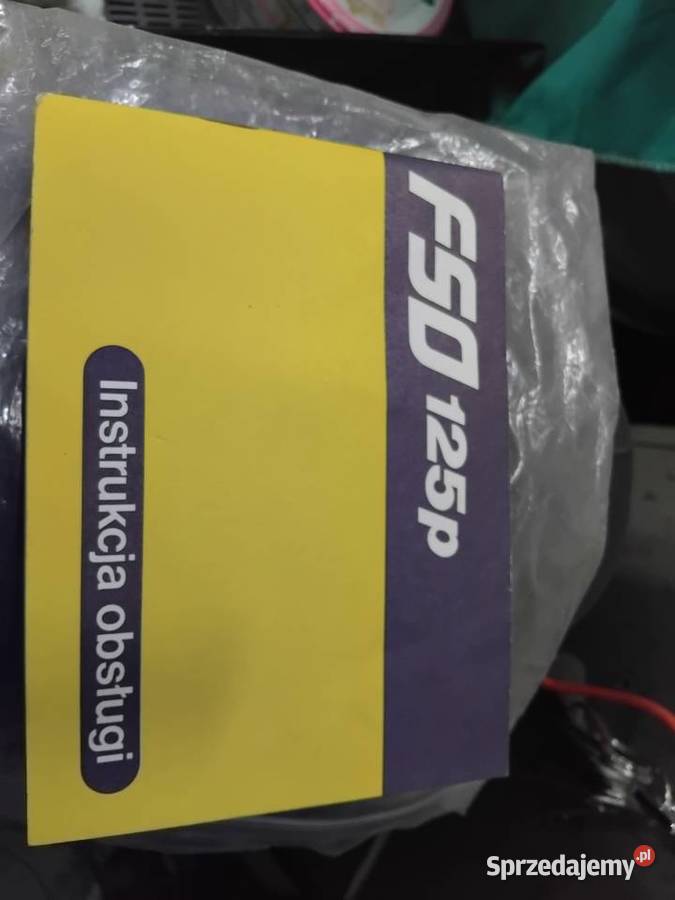 FSO 125p
Instrukcja obsługi
Sprzedajemy.pl